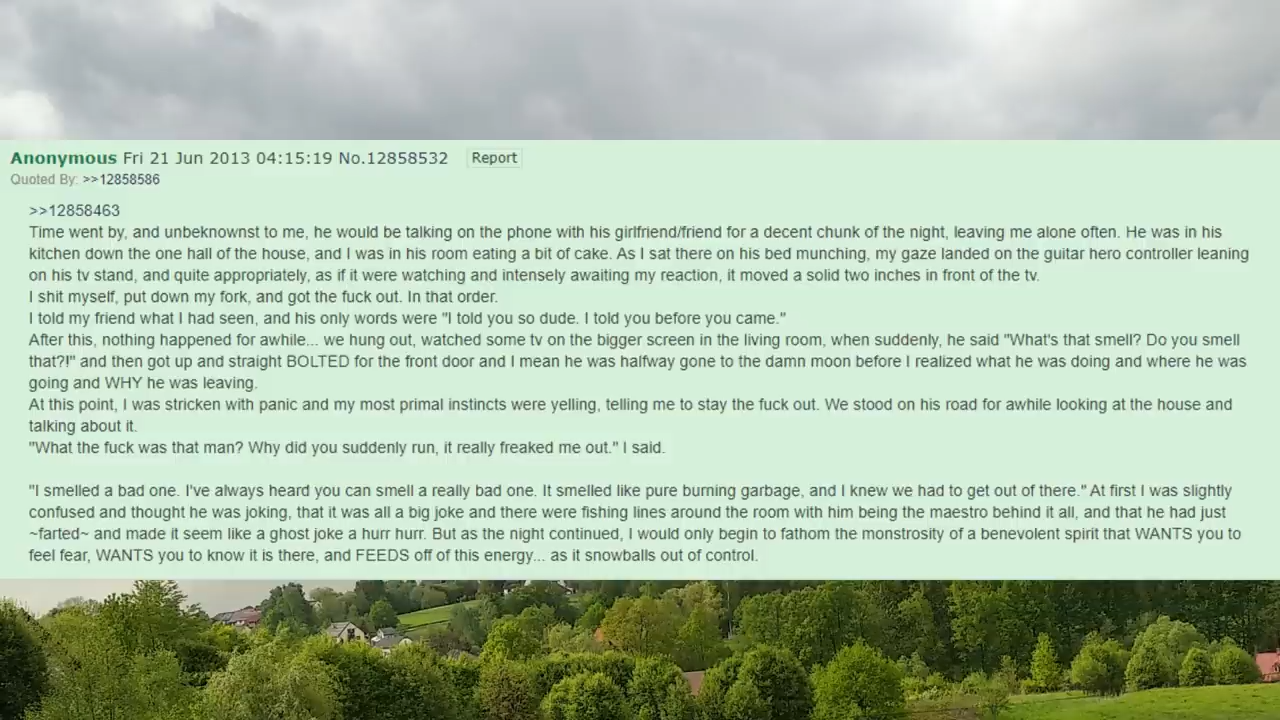 Anonymous Fri 21 Jun 2013 04:15:19 No.12858532 Report
Quoted By: >>12858586
>>12858463
Time went by, and unbeknownst to me, he would be talking on the phone with his girlfriend/friend for a decent chunk of the night, leaving me alone often. He was in his
kitchen down the one hall of the house, and I was in his room eating a bit of cake. As I sat there on his bed munching, my gaze landed on the guitar hero controller leaning
on his tv stand, and quite appropriately, as if it were watching and intensely awaiting my reaction, it moved a solid two inches in front of the tv.
I shit myself, put down my fork, and got the fuck out. In that order.
I told my friend what I had seen, and his only words were "I told you so dude. I told you before you came."
After this, nothing happened for awhile... we hung out, watched some tv on the bigger screen in the living room, when suddenly, he said "What's that smell? Do you smell
that?!" and then got up and straight BOLTED for the front door and I mean he was halfway gone to the damn moon before I realized what he was doing and where he was
going and WHY he was leaving.
At this point, I was stricken with panic and my most primal instincts were yelling, telling me to stay the fuck out. We stood on his road for awhile looking at the house and
talking about it.
"What the fuck was that man? Why did you suddenly run, it really freaked me out." I said.
"I smelled a bad one. I've always heard you can smell a really bad one. It smelled like pure burning garbage, and I knew we had to get out of there." At first I was slightly
confused and thought he was joking, that it was all a big joke and there were fishing lines around the room with him being the maestro behind it all, and that he had just
~farted~ and made it seem like a ghost joke a hurr hurr. But as the night continued, I would only begin to fathom the monstrosity of a benevolent spirit that WANTS you to
feel fear, WANTS you to know it is there, and FEEDS off of this energy... as it snowballs out of control.